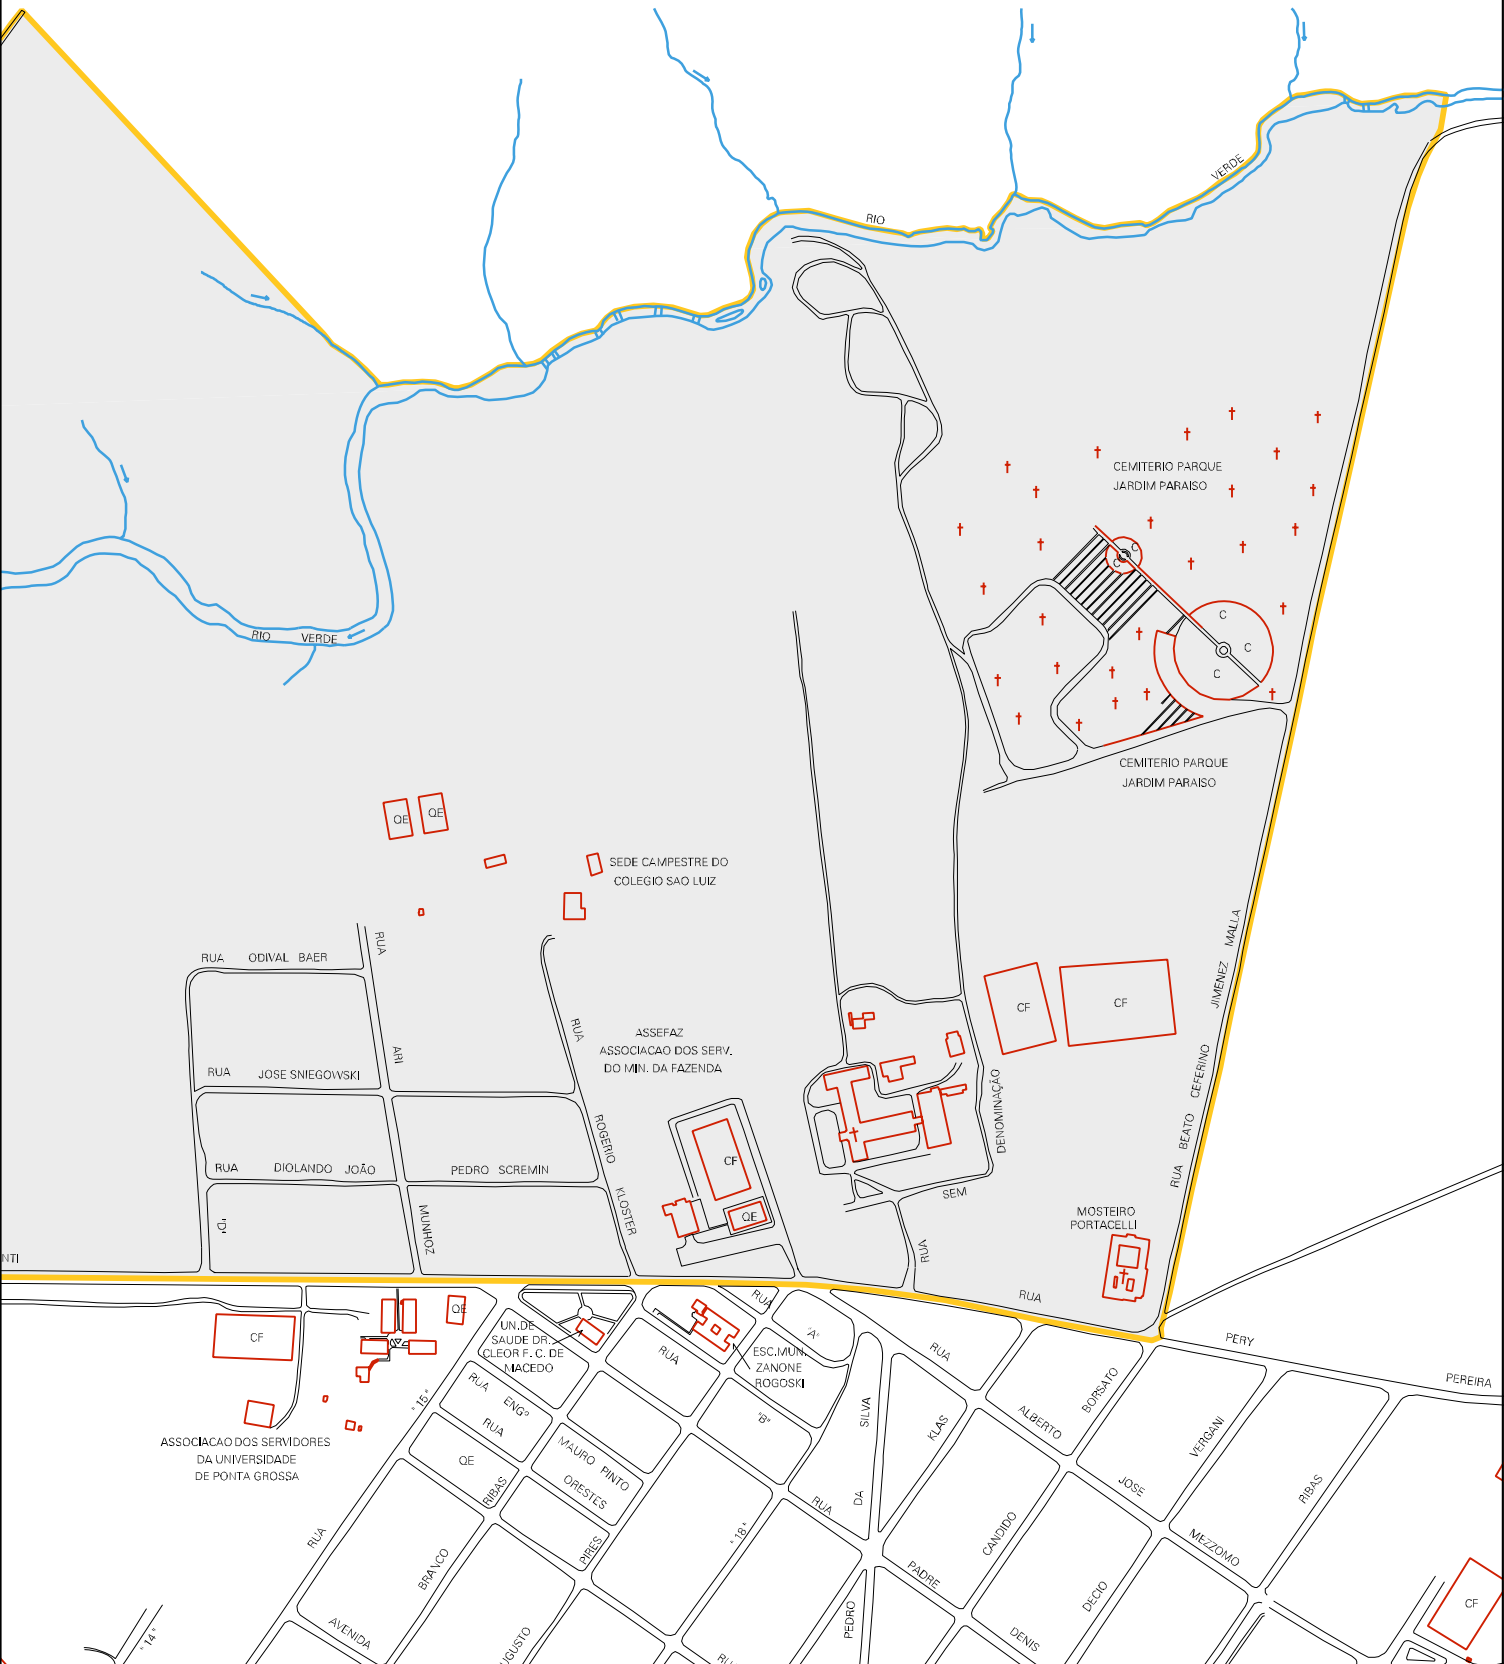 VERDE
RIO
CEMITERIO PARQUE
JARDIM PARAISO
C
C
C
C
C
RIO VERDE
CEMITERIO PARQUE
JARDIM PARAISO
QE
QE
SEDE CAMPESTRE DO
COLEGIO SAO LUIZ
RUA ODIVAL BAER
RUA ARI MUNHOZ
RUA ROGERIO KLOSTER
ASSEFAZ
ASSOCIACAO DOS SERV.
DO MIN. DA FAZENDA
CF
CF
RUA JOSE SNIEGOWSKI
RUA BEATO CEFERINO JIMENEZ MALLA
RUA SEM DENOMINAÇÃO
RUA DIOLANDO JOÃO PEDRO SCREMIN
CF
QE
"D"
MOSTEIRO
PORTACELLI
NTI
RUA PERY PEREIRA
CF
QE
UN.DE
SAUDE DR.
CLEOR F. C. DE
MACEDO
RUA "A"
ESC.MUN.
ZANONE
ROGOSKI
RUA "B"
RUA ALBERTO
KLAS
BORSATO
RUA ENGº
RUA
MAURO PINTO
ORESTES
QE
RIBAS
PIRES
ASSOCIACAO DOS SERVIDORES
DA UNIVERSIDADE
DE PONTA GROSSA
RUA "15"
BRANCO
AVENIDA
"14"
"18"
RUA PADRE DENIS
PEDRO DA SILVA
CANDIDO
DECIO VERGANI
JOSE MEZZOMO
RIBAS
UGUSTO
CF